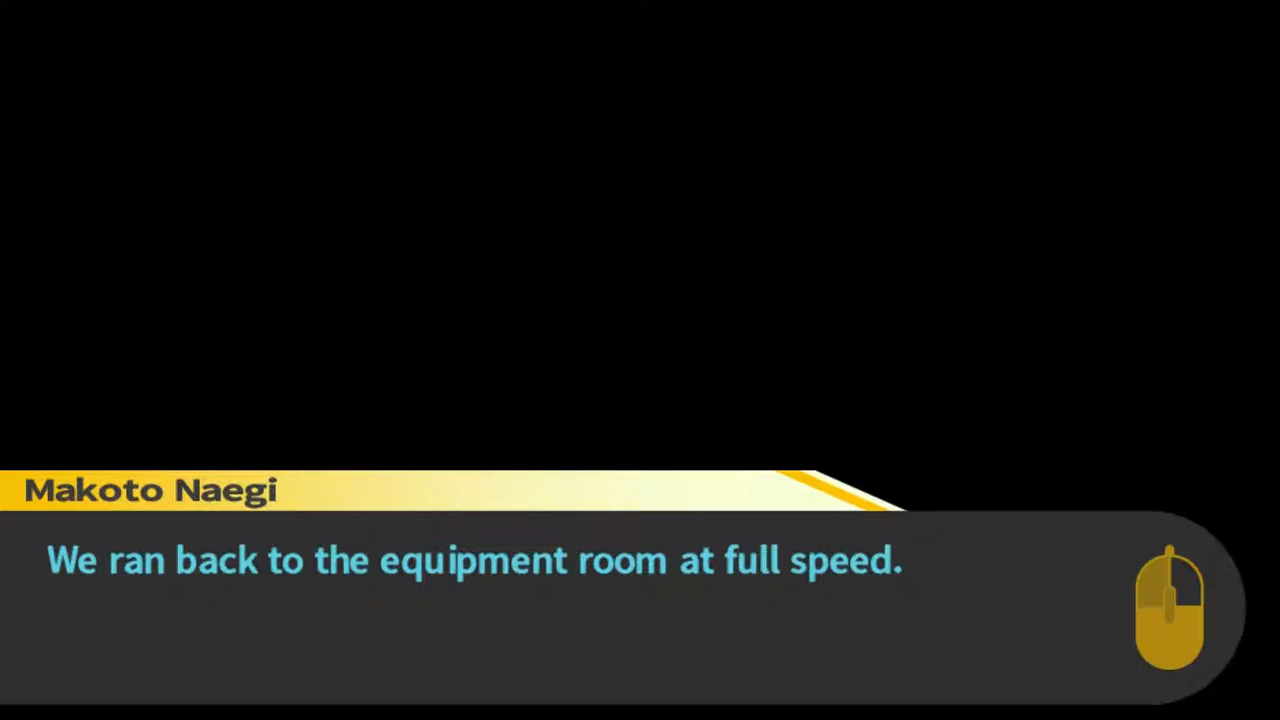 Makoto Naegi
We ran back to the equipment room at full speed.